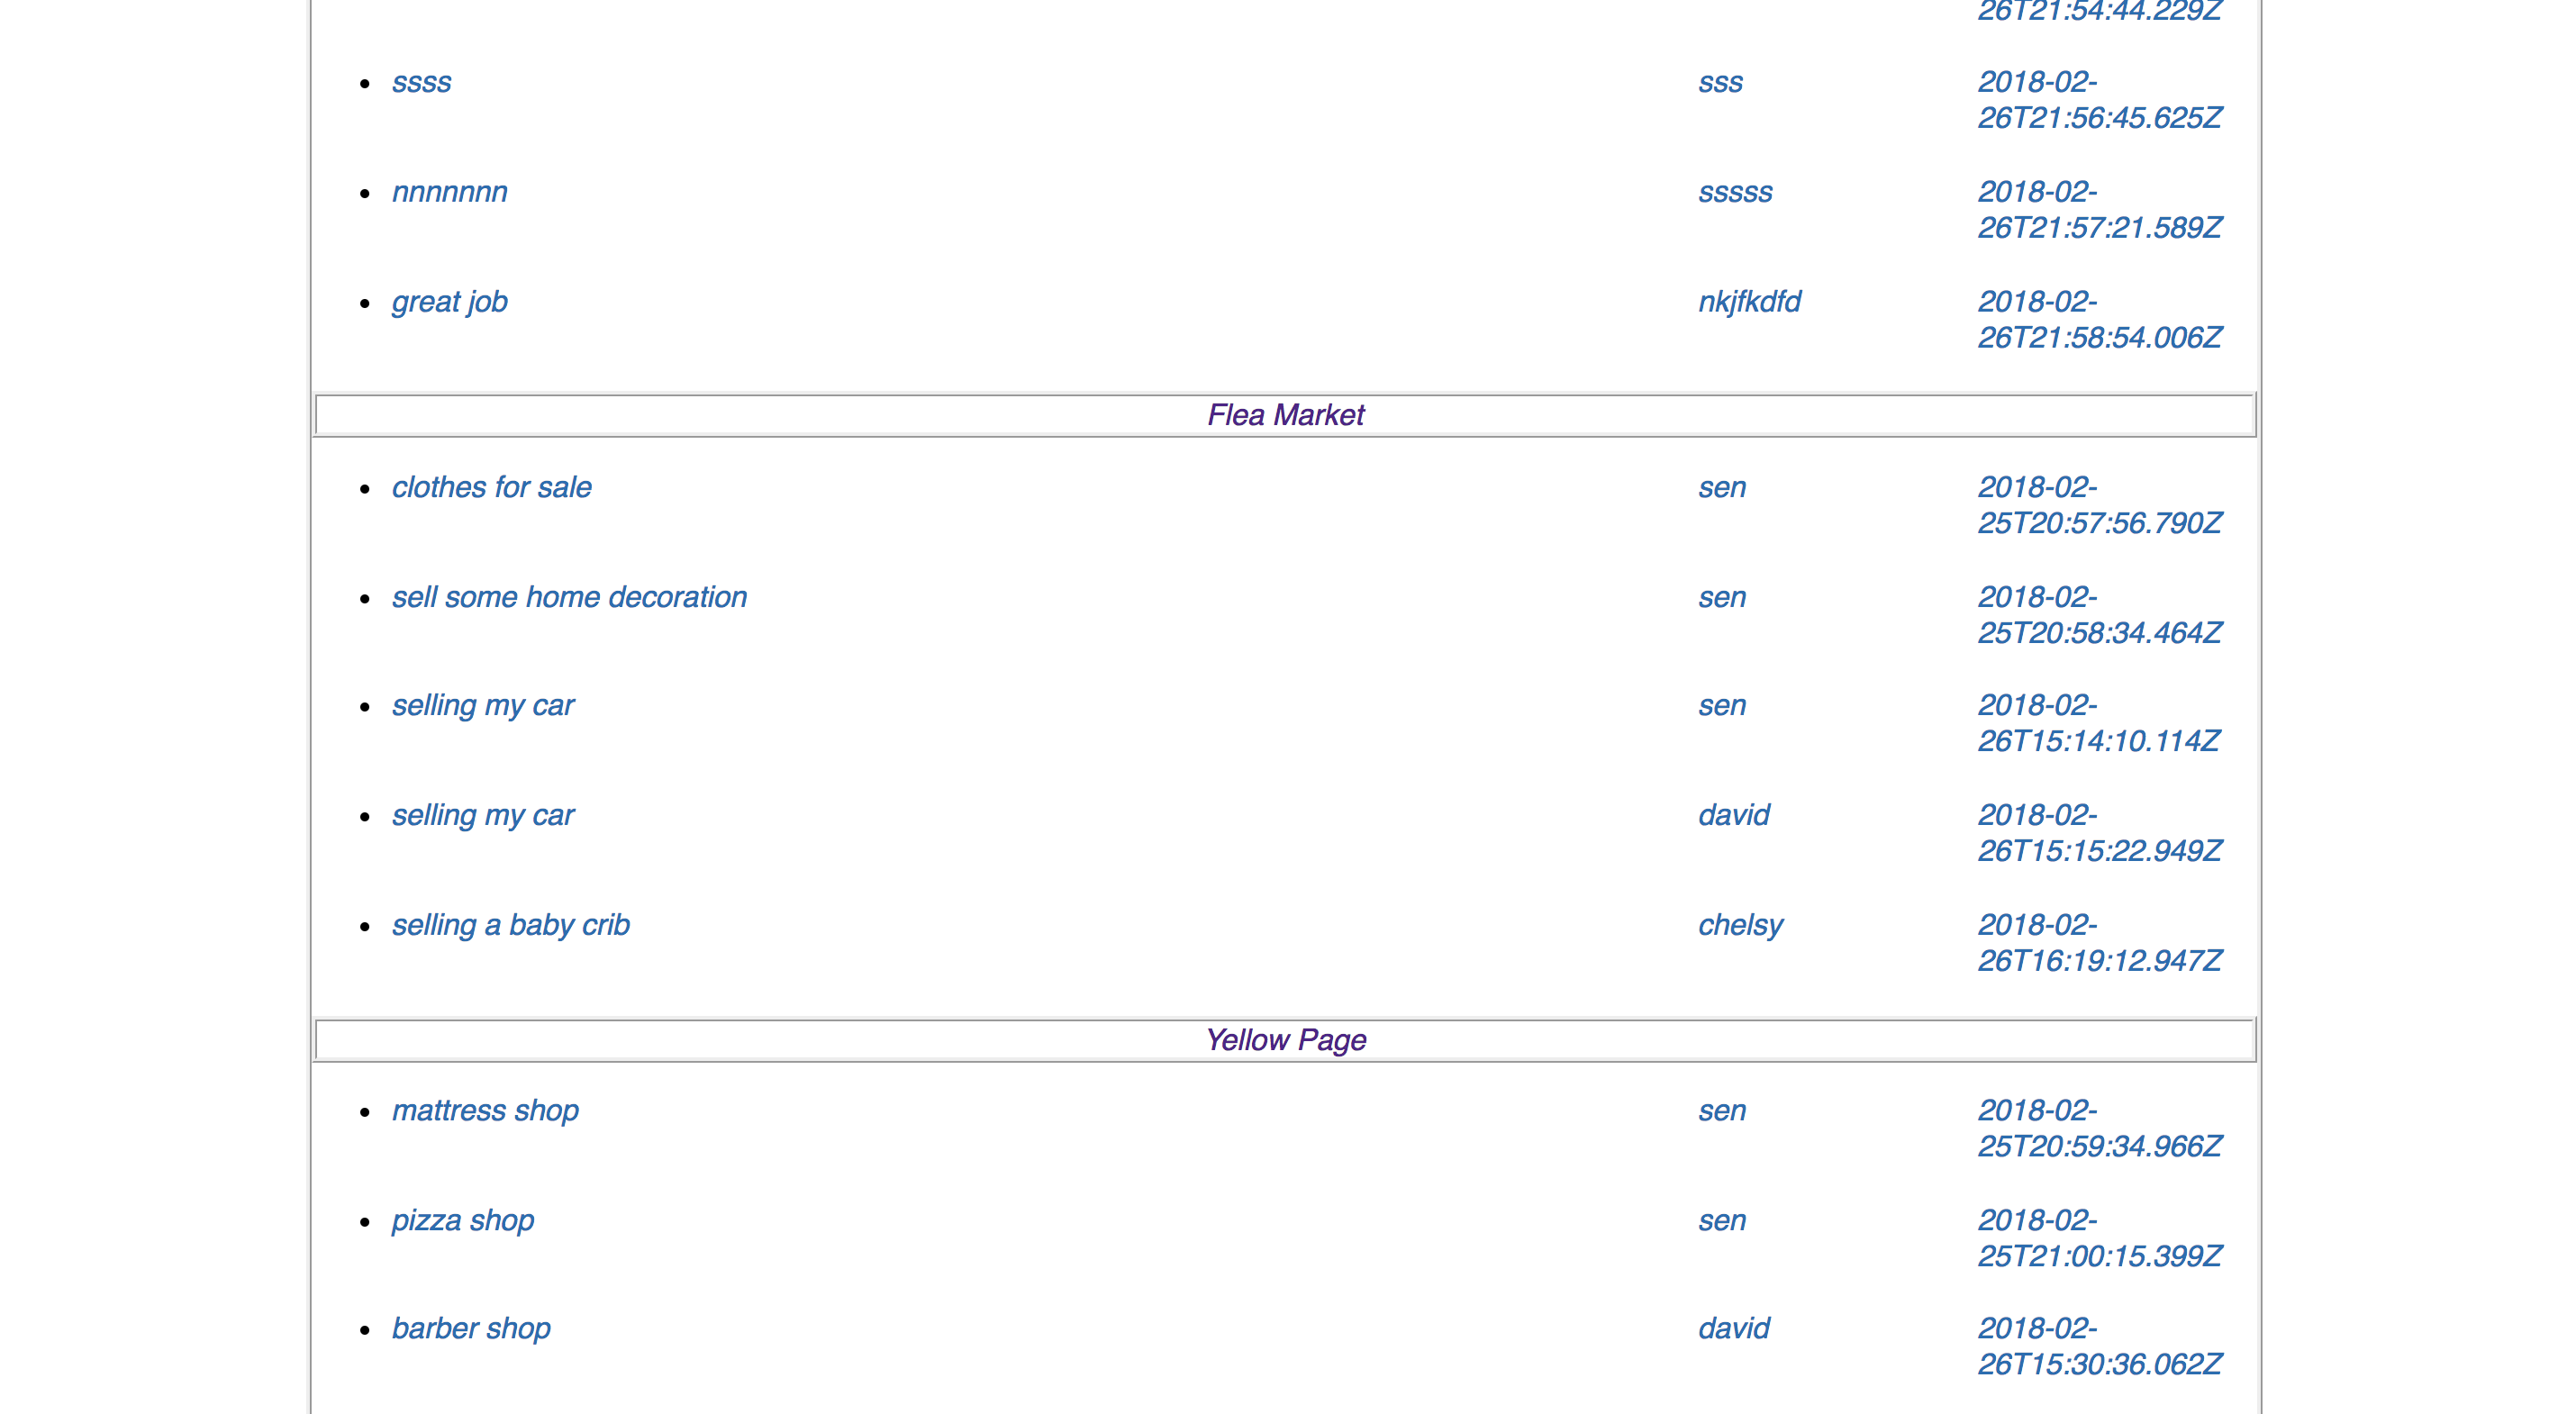 26T21:54:44.229Z
ssss sss 2018-02-
26T21:56:45.625Z
nnnnnnn sssss 2018-02-
26T21:57:21.589Z
great job nkjfkdfd 2018-02-
26T21:58:54.006Z
Flea Market
clothes for sale sen 2018-02-
25T20:57:56.790Z
sell some home decoration sen 2018-02-
25T20:58:34.464Z
selling my car sen 2018-02-
26T15:14:10.114Z
selling my car david 2018-02-
26T15:15:22.949Z
selling a baby crib chelsy 2018-02-
26T16:19:12.947Z
Yellow Page
mattress shop sen 2018-02-
25T20:59:34.966Z
pizza shop sen 2018-02-
25T21:00:15.399Z
barber shop david 2018-02-
26T15:30:36.062Z